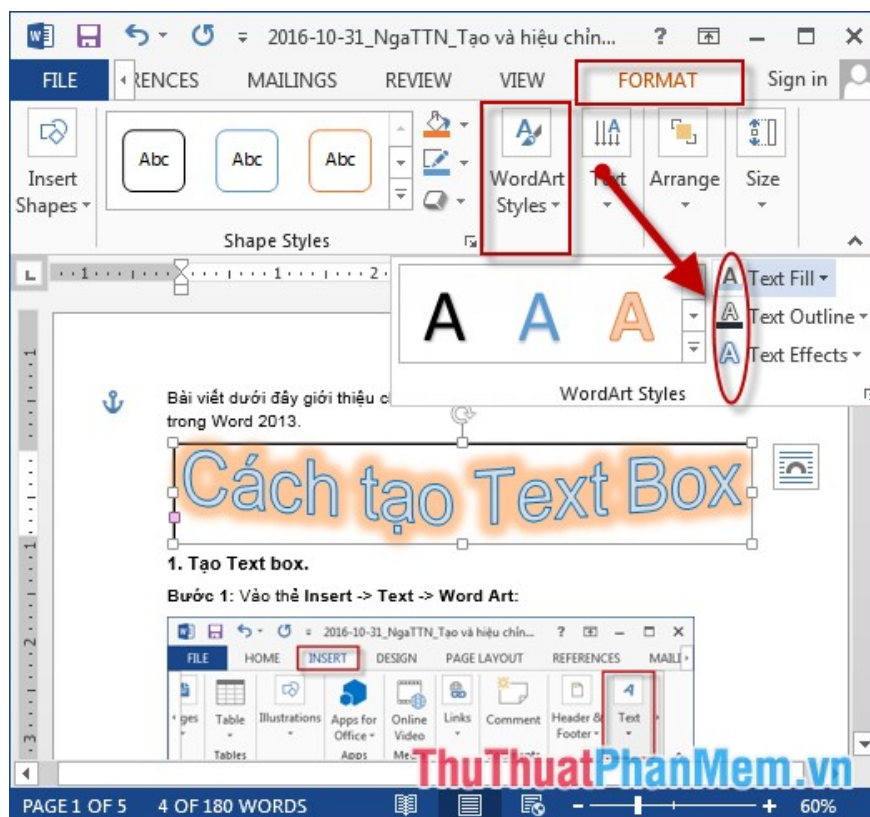 2016-10-31_NgaTTN_Tạo và hiệu chỉn... ?
FILE RENCES MAILINGS REVIEW VIEW FORMAT Sign in
Abc Abc Abc
Insert Shapes
WordArt Styles
Text
Arrange
Size
Shape Styles
1 1 2
A A A
A Text Fill
A Text Outline
A Text Effects
WordArt Styles
Bài viết dưới đây giới thiệu
trong Word 2013.
Cách tạo Text Box
1. Tạo Text box.
Bước 1: Vào thẻ Insert -> Text -> Word Art:
2016-10-31_NgaTTN_Tạo và hiệu chỉn... ?
FILE HOME INSERT DESIGN PAGE LAYOUT REFERENCES MAILI
ges Table Illustrations Apps for Online Links Comment Header & Text
Office Video Footer
Tables Apps
ThuThuatPhanMem.vn
PAGE 1 OF 5 4 OF 180 WORDS 60%